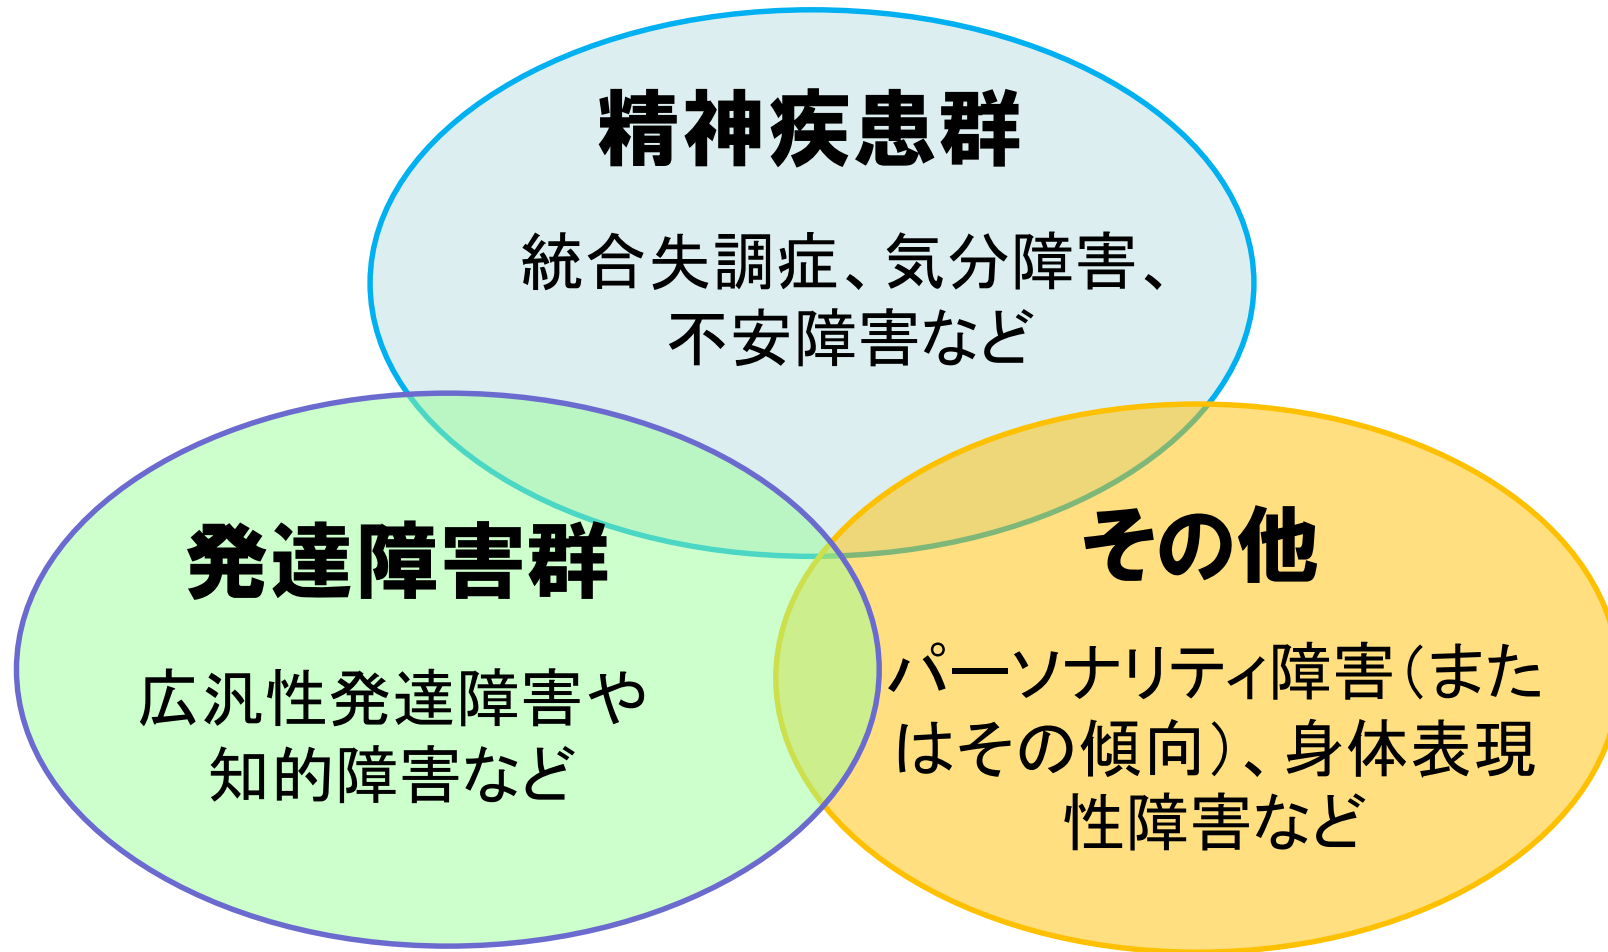 精神疾患群
統合失調症、気分障害、
不安障害など
発達障害群
広汎性発達障害や
知的障害など
その他
パーソナリティ障害（また
はその傾向）、身体表現
性障害など